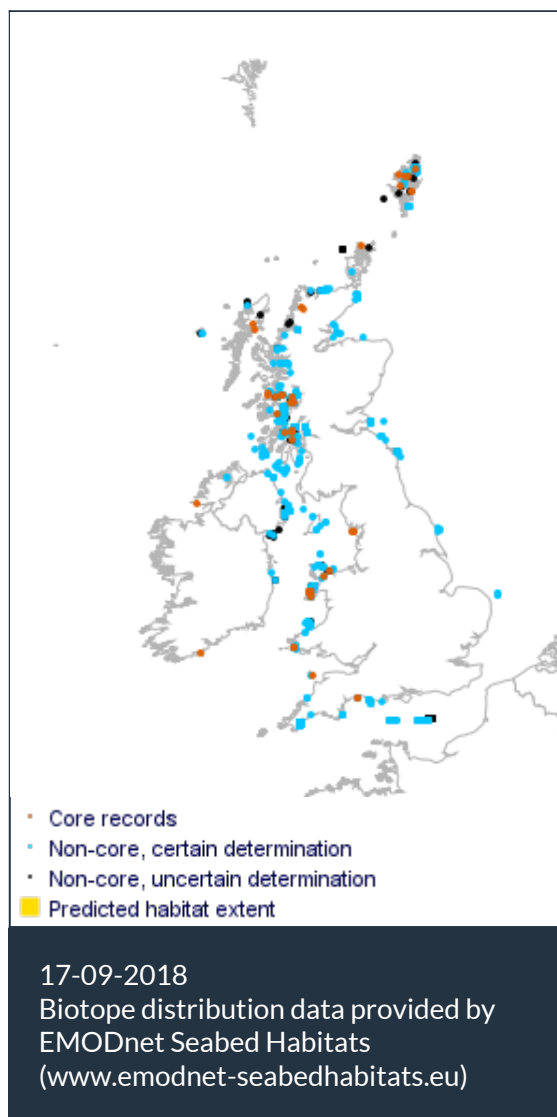 Core records
Non-core, certain determination
Non-core, uncertain determination
Predicted habitat extent
17-09-2018
Biotope distribution data provided by
EMODnet Seabed Habitats
(www.emodnet-seabedhabitats.eu)